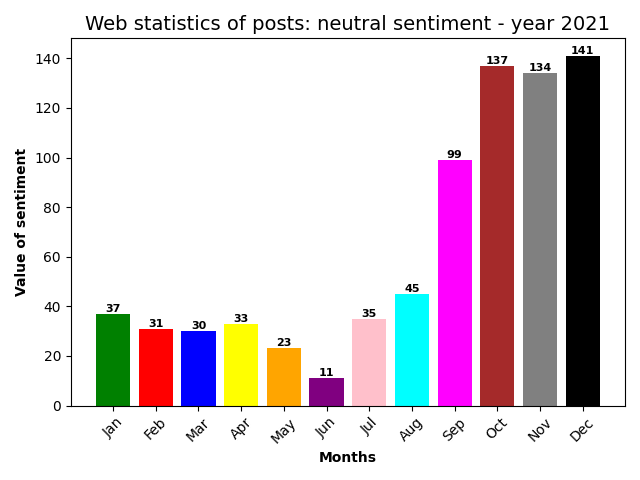 Web statistics of posts: neutral sentiment - year 2021
Value of sentiment
140
120
100
80
60
40
20
0
37
31
30
33
23
11
35
45
99
137
134
141
Jan
Feb
Mar
Apr
May
Jun
Jul
Aug
Sep
Oct
Nov
Dec
Months